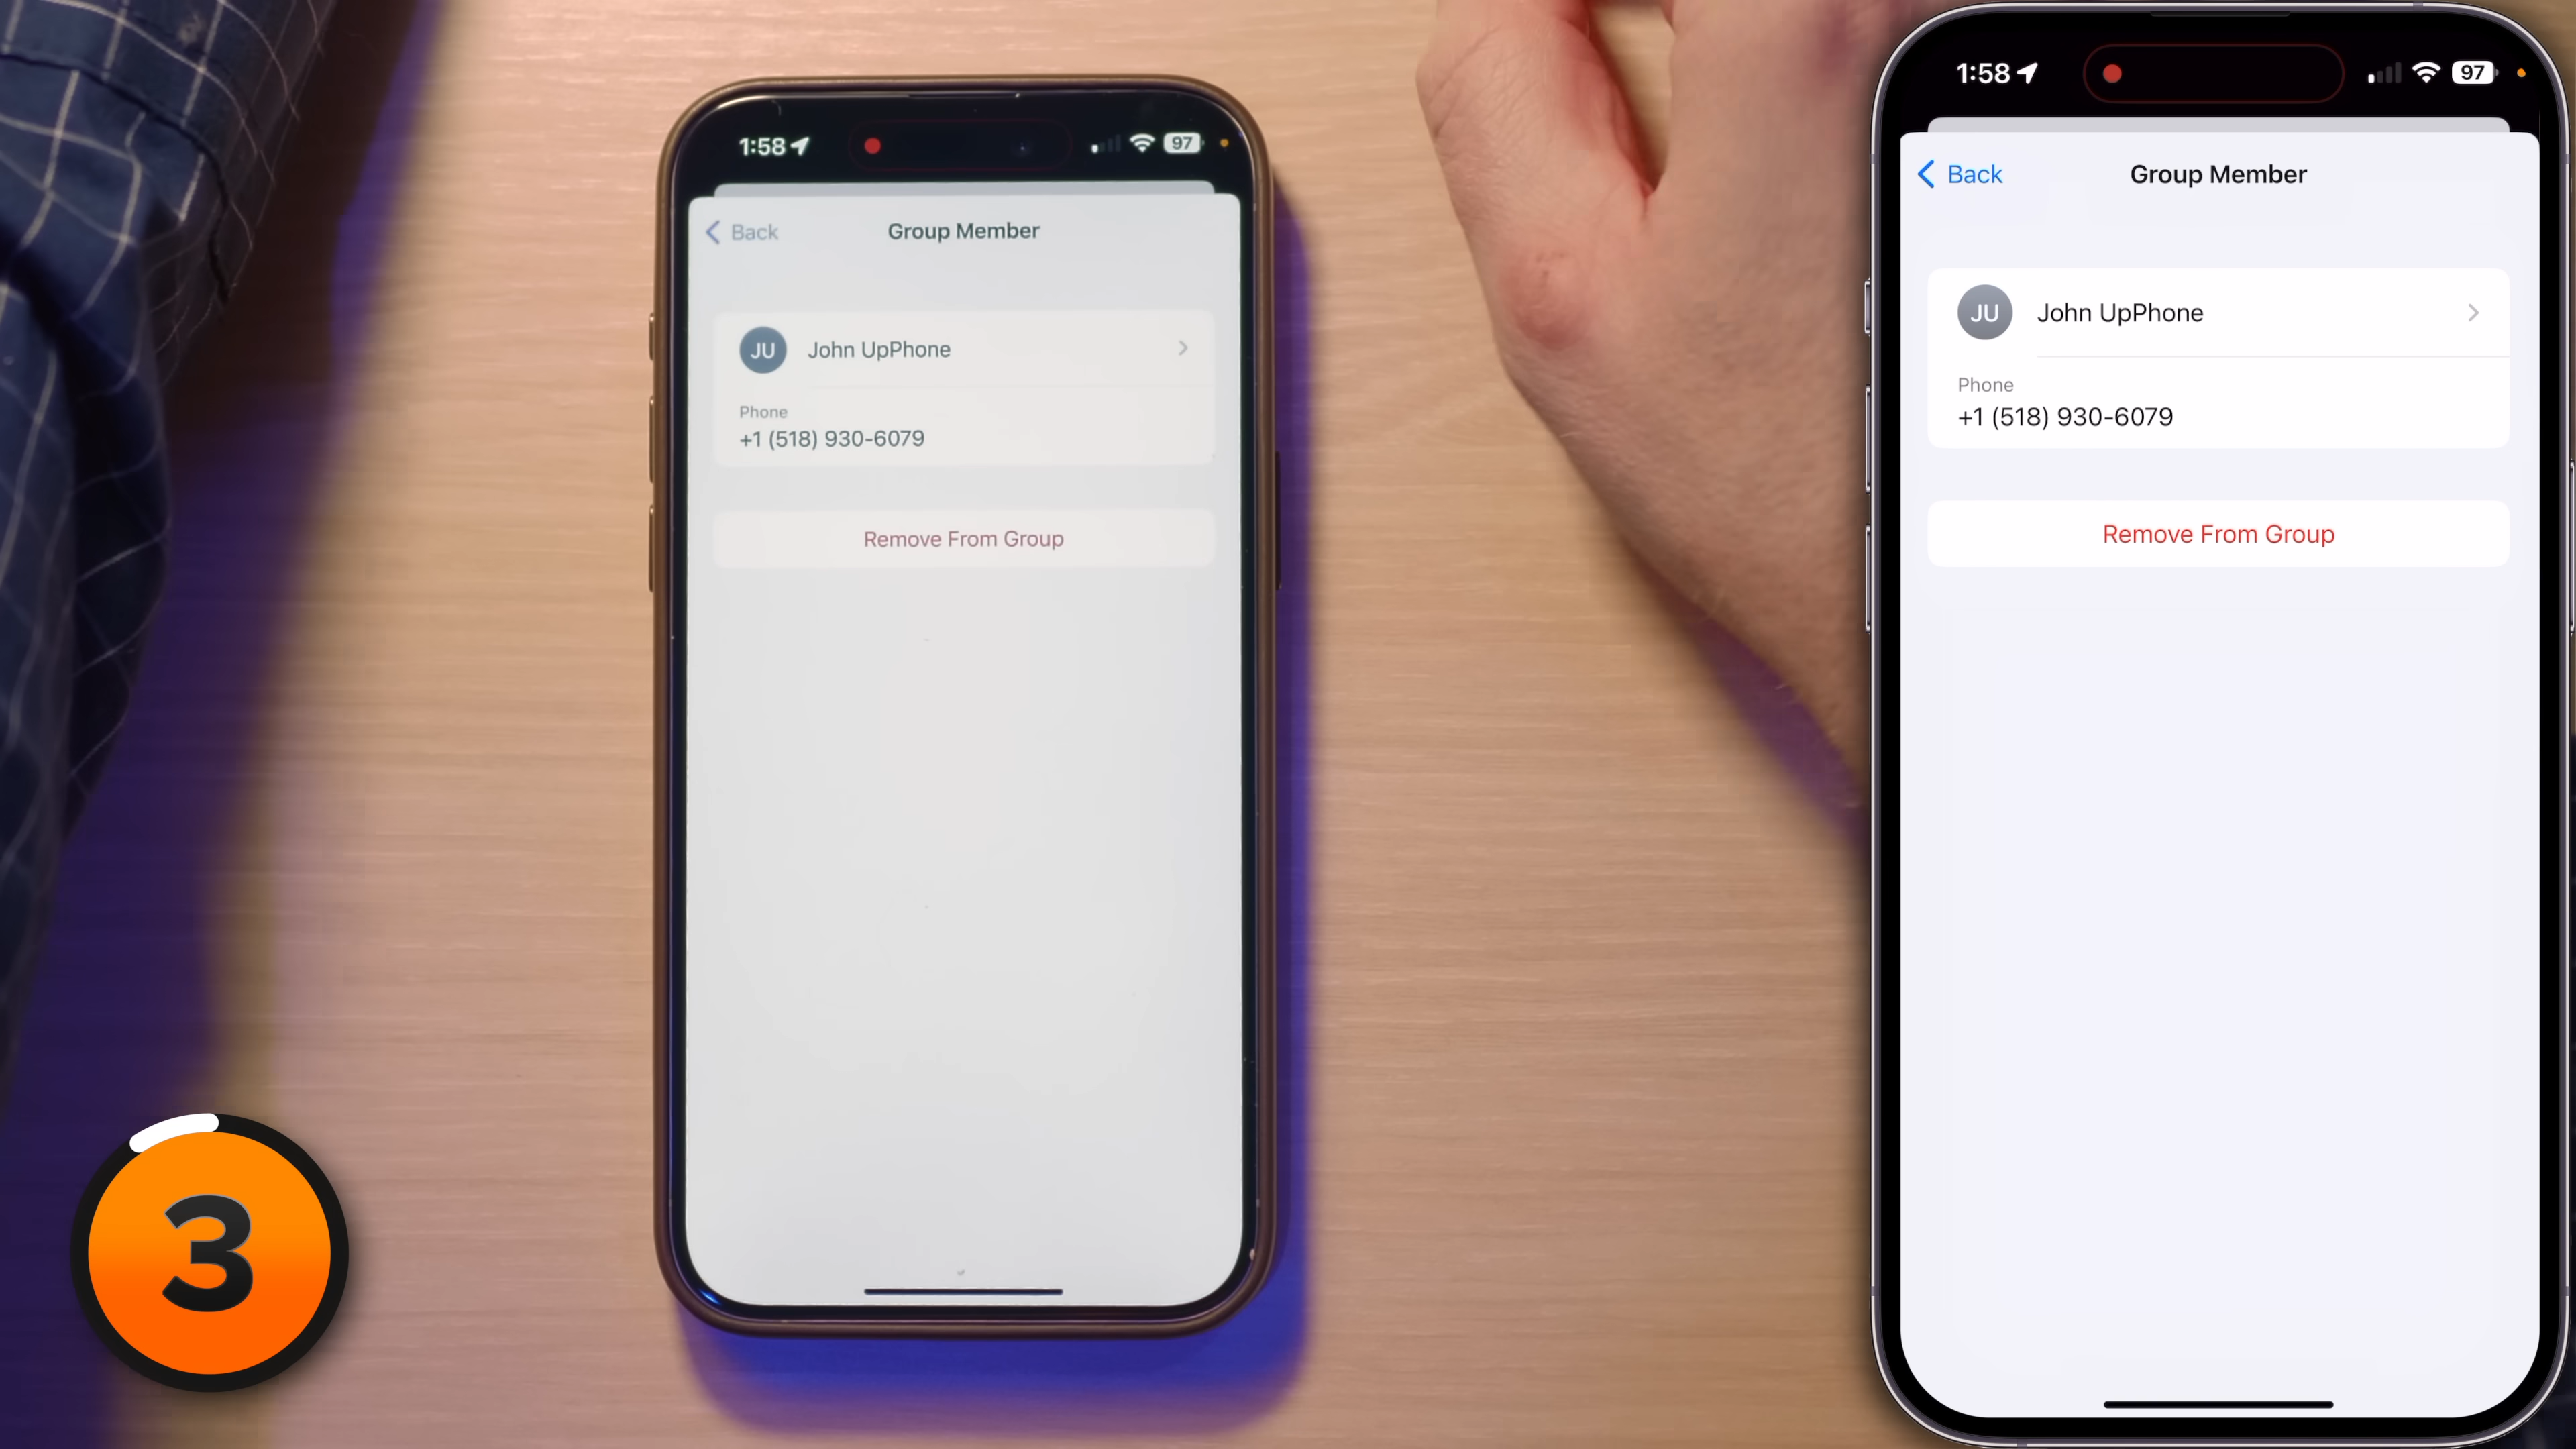 1:58
97
Back
Group Member
JU
John UpPhone
Phone
+1 (518) 930-6079
Remove From Group
3
1:58
97
Back
Group Member
JU
John UpPhone
Phone
+1 (518) 930-6079
Remove From Group